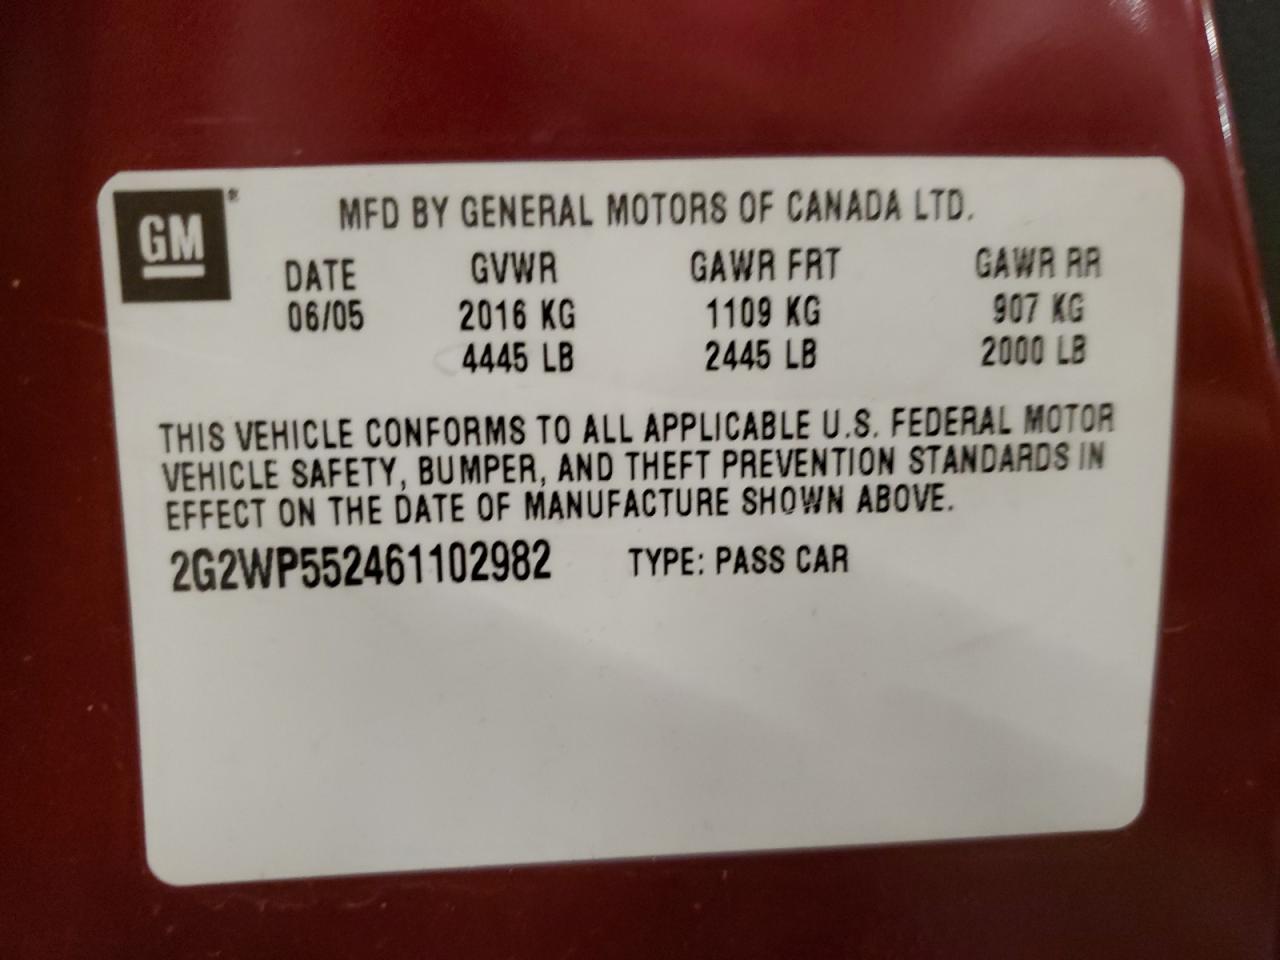 GM®
MFD BY GENERAL MOTORS OF CANADA LTD.
DATE GVWR GAWR FRT GAWR RR
06/05 2016 KG 1109 KG 907 KG
4445 LB 2445 LB 2000 LB
THIS VEHICLE CONFORMS TO ALL APPLICABLE U.S. FEDERAL MOTOR
VEHICLE SAFETY, BUMPER, AND THEFT PREVENTION STANDARDS IN
EFFECT ON THE DATE OF MANUFACTURE SHOWN ABOVE.
2G2WP552461102982 TYPE: PASS CAR